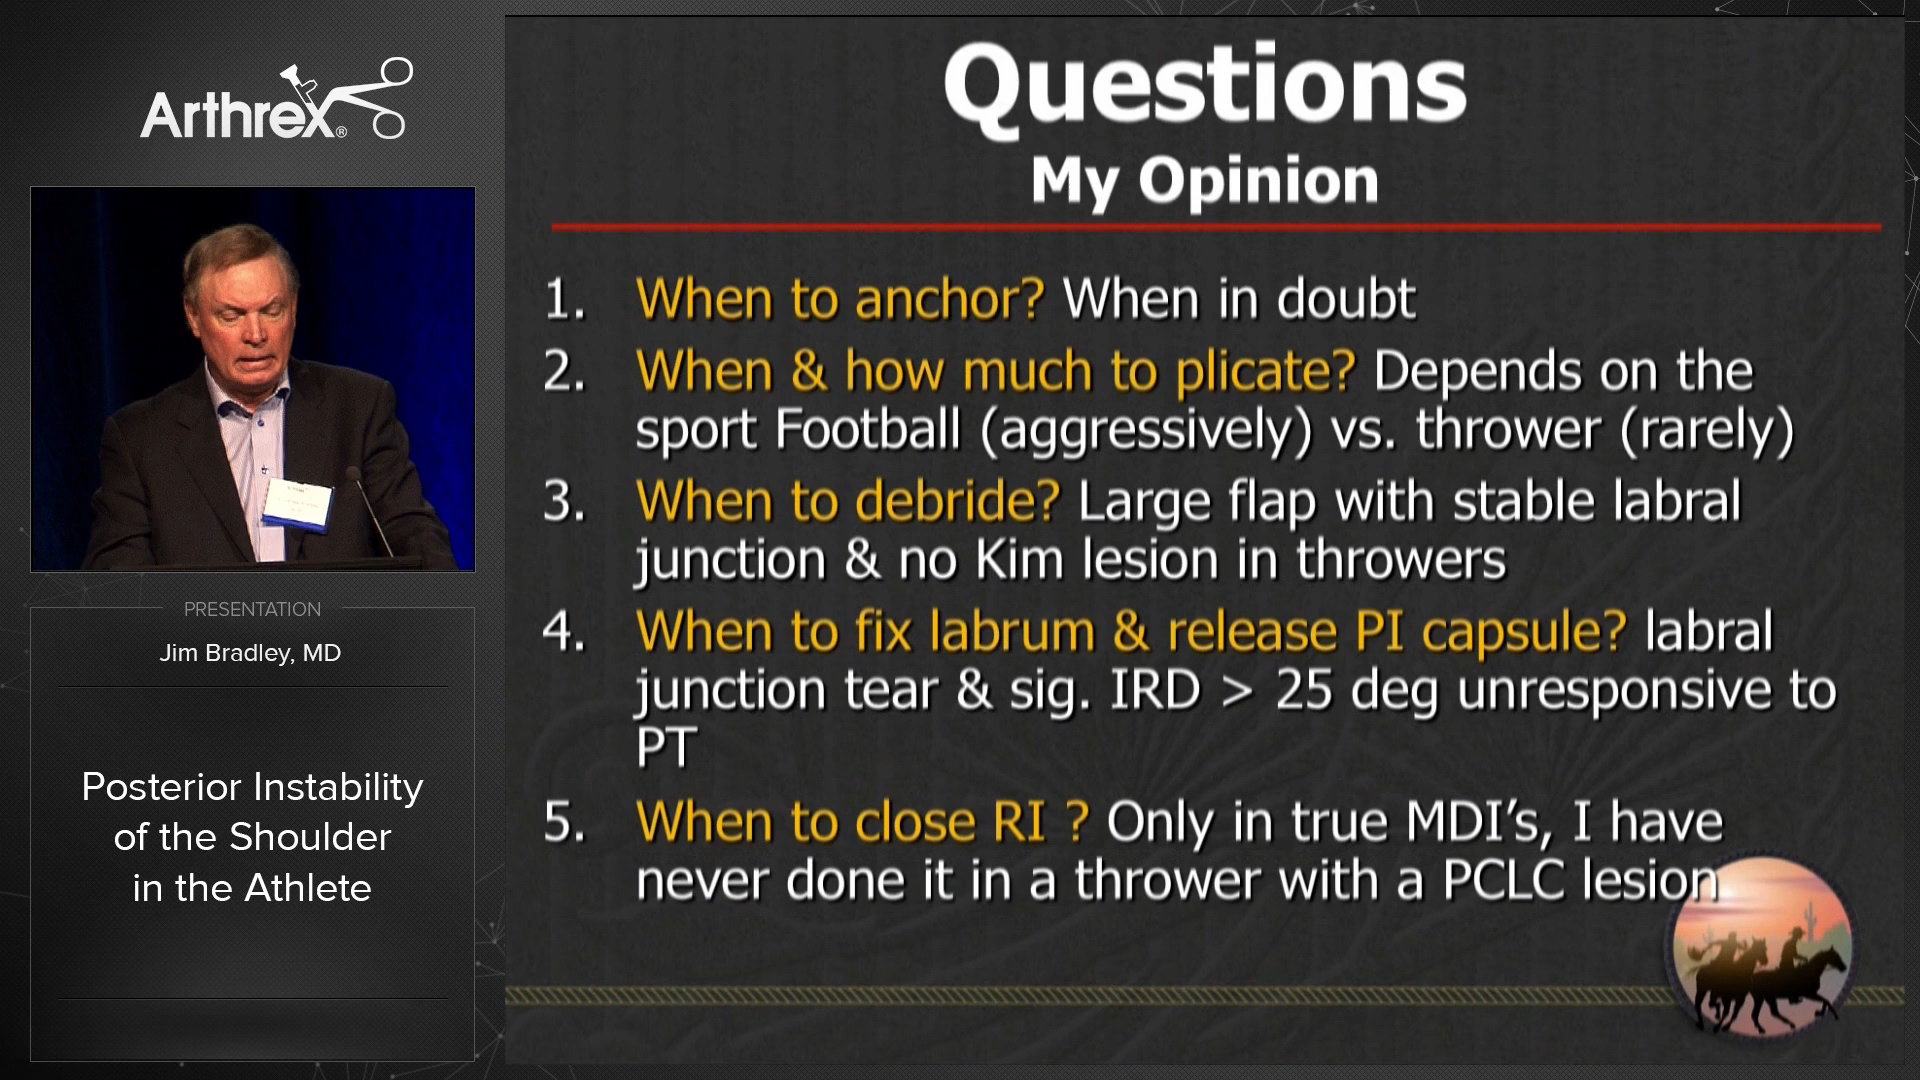 Arthrex®
PRESENTATION
Jim Bradley, MD
Posterior Instability
of the Shoulder
in the Athlete
Questions
My Opinion
1. When to anchor? When in doubt
2. When & how much to plicate? Depends on the
sport Football (aggressively) vs. thrower (rarely)
3. When to debride? Large flap with stable labral
junction & no Kim lesion in throwers
4. When to fix labrum & release PI capsule? labral
junction tear & sig. IRD > 25 deg unresponsive to
PT
5. When to close RI ? Only in true MDI’s, I have
never done it in a thrower with a PCLC lesion